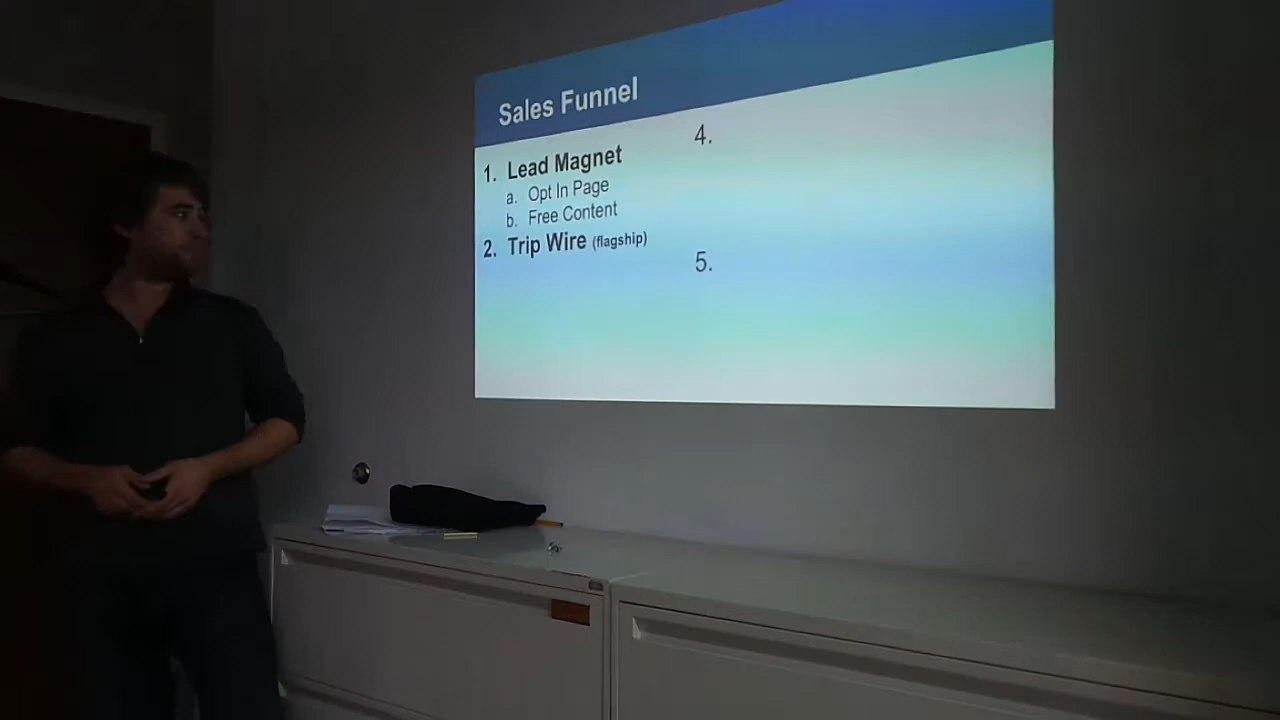 Sales Funnel
1. Lead Magnet
a. Opt In Page
b. Free Content
2. Trip Wire (flagship)
4.
5.